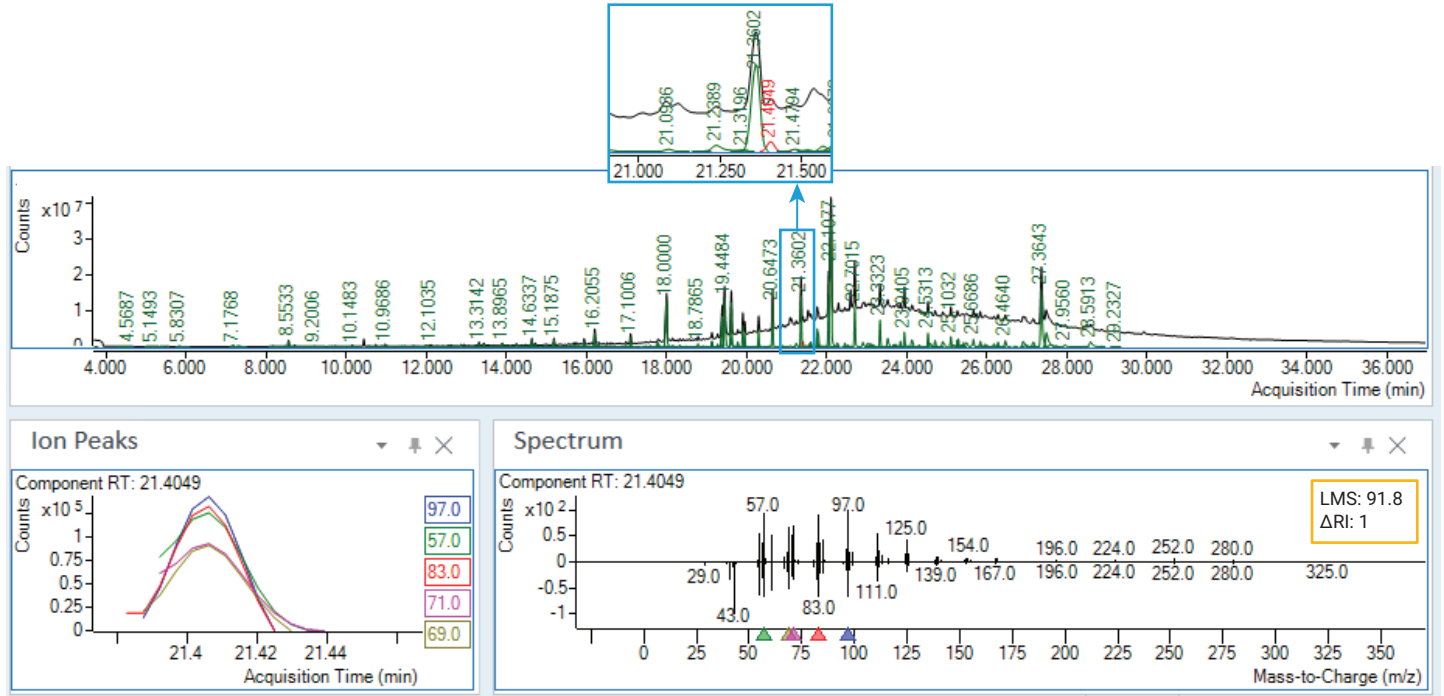 21.0936
21.2389
21.3196
21.3602
21.4049
21.4794
21.000 21.250 21.500
Counts
x10 7
3
2
1
0
4.5687
5.1493
5.8307
7.1768
8.5533
9.2006
10.1483
10.9686
12.1035
13.3142
13.8965
14.6337
15.1875
16.2055
17.1006
18.0000
18.7865
19.4484
20.6473
21.3602
22.1077
22.7015
23.3323
23.9405
24.5313
25.1032
25.6686
26.4640
27.3643
27.9560
28.5913
29.2327
4.000 6.000 8.000 10.000 12.000 14.000 16.000 18.000 20.000 22.000 24.000 26.000 28.000 30.000 32.000 34.000 36.000
Acquisition Time (min)
Ion Peaks
Component RT: 21.4049
Counts
x10 5
1
0.75
0.5
0.25
0
97.0
57.0
83.0
71.0
69.0
21.4 21.42 21.44
Acquisition Time (min)
Spectrum
Component RT: 21.4049
Counts
x10 2
0.5
0
-0.5
-1
LMS: 91.8
ΔRI: 1
57.0 97.0
125.0
154.0 196.0 224.0 252.0 280.0
29.0 139.0 167.0 196.0 224.0 252.0 280.0 325.0
43.0 83.0 111.0
0 25 50 75 100 125 150 175 200 225 250 275 300 325 350
Mass-to-Charge (m/z)